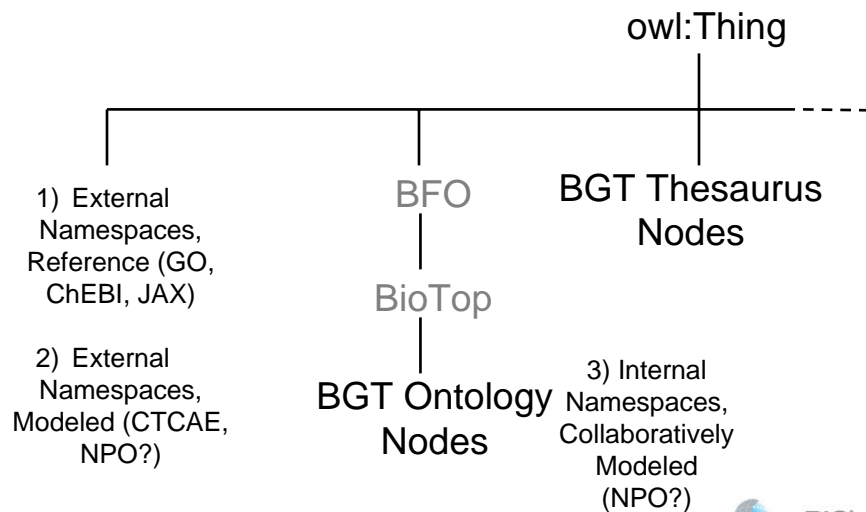 owl:Thing
1) External
Namespaces,
Reference (GO,
ChEBI, JAX)
BFO
BGT Thesaurus
Nodes
BioTop
2) External
Namespaces,
Modeled (CTCAE,
NPO?)
BGT Ontology
Nodes
3) Internal
Namespaces,
Collaboratively
Modeled
(NPO?)